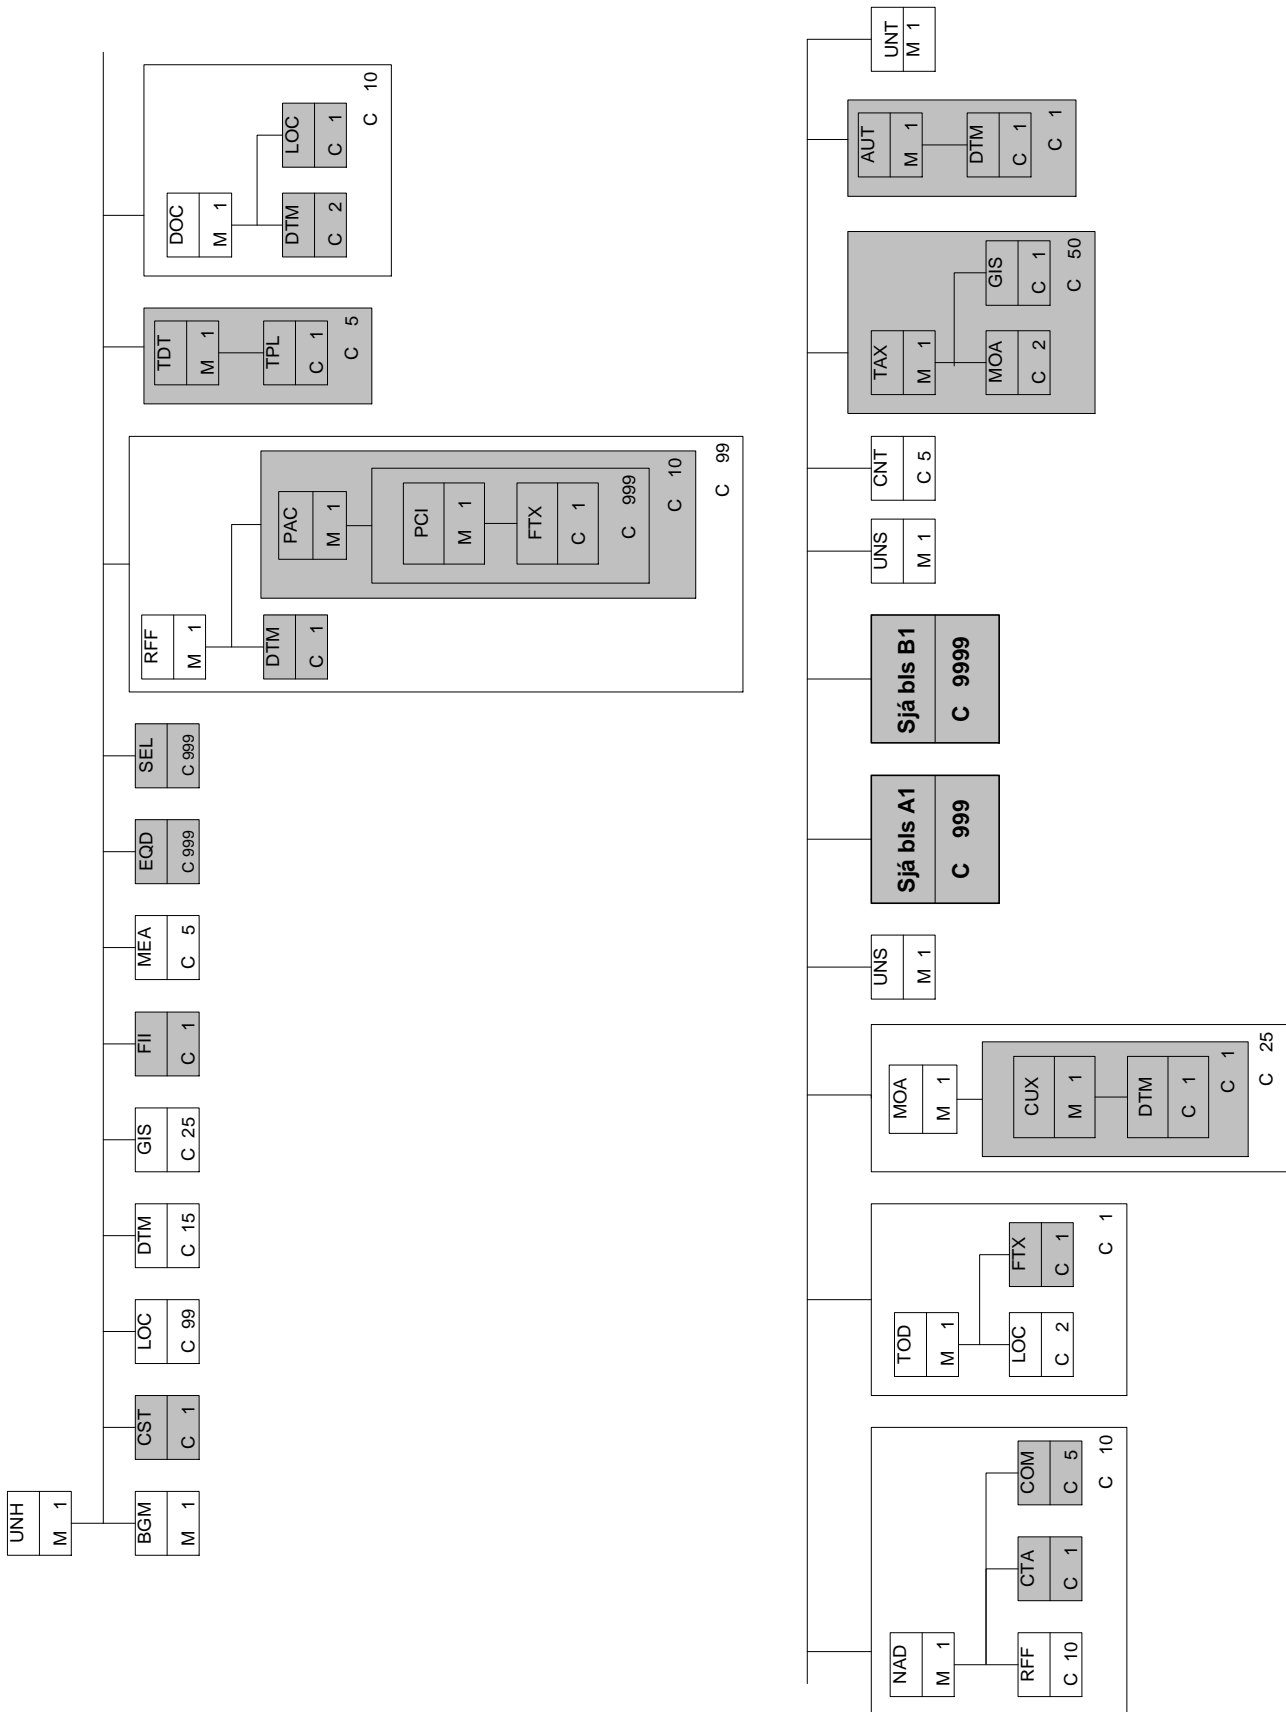 UNH
M 1
BGM
M 1
CST
C 1
LOC
C 99
DTM
C 15
GIS
C 25
FII
C 1
MEA
C 5
EQD
C 999
SEL
C 999
RFF
M 1
DTM
C 1
PAC
M 1
PCI
M 1
FTX
C 1
C 999
C 10
C 99
TDT
M 1
TPL
C 1
C 5
DOC
M 1
DTM
C 2
LOC
C 1
C 10
NAD
M 1
RFF
C 10
CTA
C 1
COM
C 5
C 10
TOD
M 1
LOC
C 2
FTX
C 1
C 1
MOA
M 1
CUX
M 1
DTM
C 1
C 1
C 25
UNS
M 1
Sjá bls A1
C 999
Sjá bls B1
C 9999
UNS
M 1
CNT
C 5
TAX
M 1
MOA
C 2
GIS
C 1
C 50
AUT
M 1
DTM
C 1
C 1
UNT
M 1